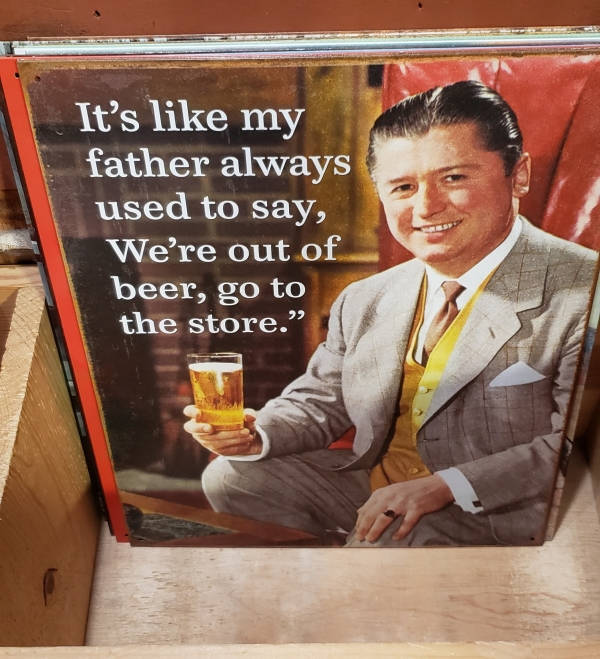 It's like my
father always
used to say,
We're out of
beer, go to
the store.”